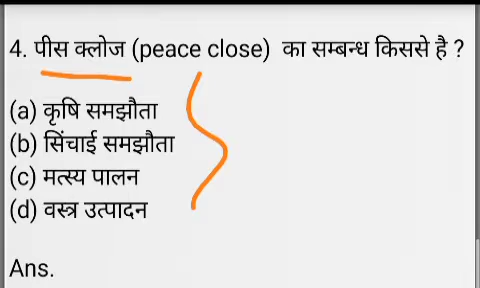 4. पीस क्लोज (peace close) का सम्बन्ध किससे है ?
(a) कृषि समझौता
(b) सिंचाई समझौता
(c) मत्स्य पालन
(d) वस्त्र उत्पादन
Ans.